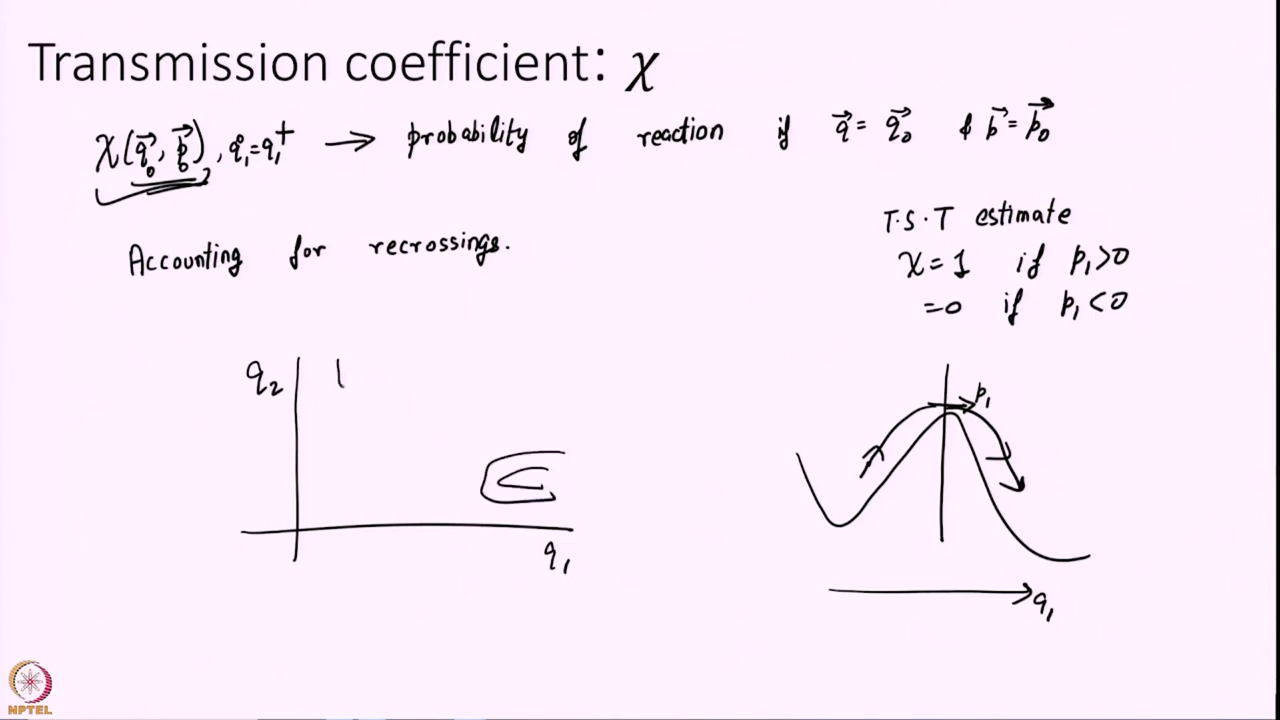 Transmission coefficient: χ
χ(q⃗₀, p⃗₀), q₁=q₁⁺ → probability of reaction if q⃗ = q⃗₀ & p⃗ = p⃗₀
T.S.T estimate
Accounting for recrossings.
χ = 1 if p₁>0
=0 if p₁<0
q₂
p₁
q₁
q₁
NPTEL